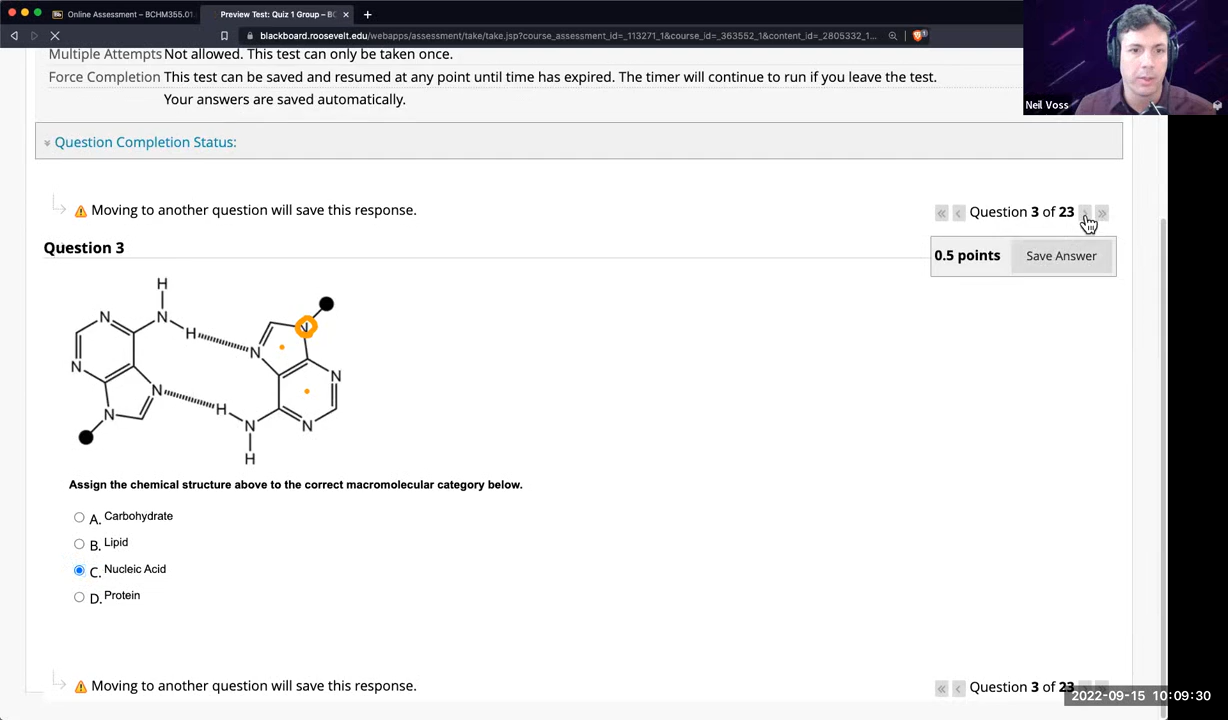 Online Assessment – BCHM355.01.
Preview Test: Quiz 1 Group – BC
blackboard.roosevelt.edu/webapps/assessment/take/take.jsp?course_assessment_id=_113271_1&course_id=_363552_1&content_id=_2805332_1...
Multiple Attempts Not allowed. This test can only be taken once.
Force Completion This test can be saved and resumed at any point until time has expired. The timer will continue to run if you leave the test.
Your answers are saved automatically.
Neil Voss
Question Completion Status:
Moving to another question will save this response.
Question 3 of 23
Question 3
0.5 points
Save Answer
H
N
N
H
N
N
N
N
N
N
H
N
N
N
H
Assign the chemical structure above to the correct macromolecular category below.
A. Carbohydrate
B. Lipid
C. Nucleic Acid
D. Protein
Moving to another question will save this response.
Question 3 of 23
2022-09-15 10:09:30